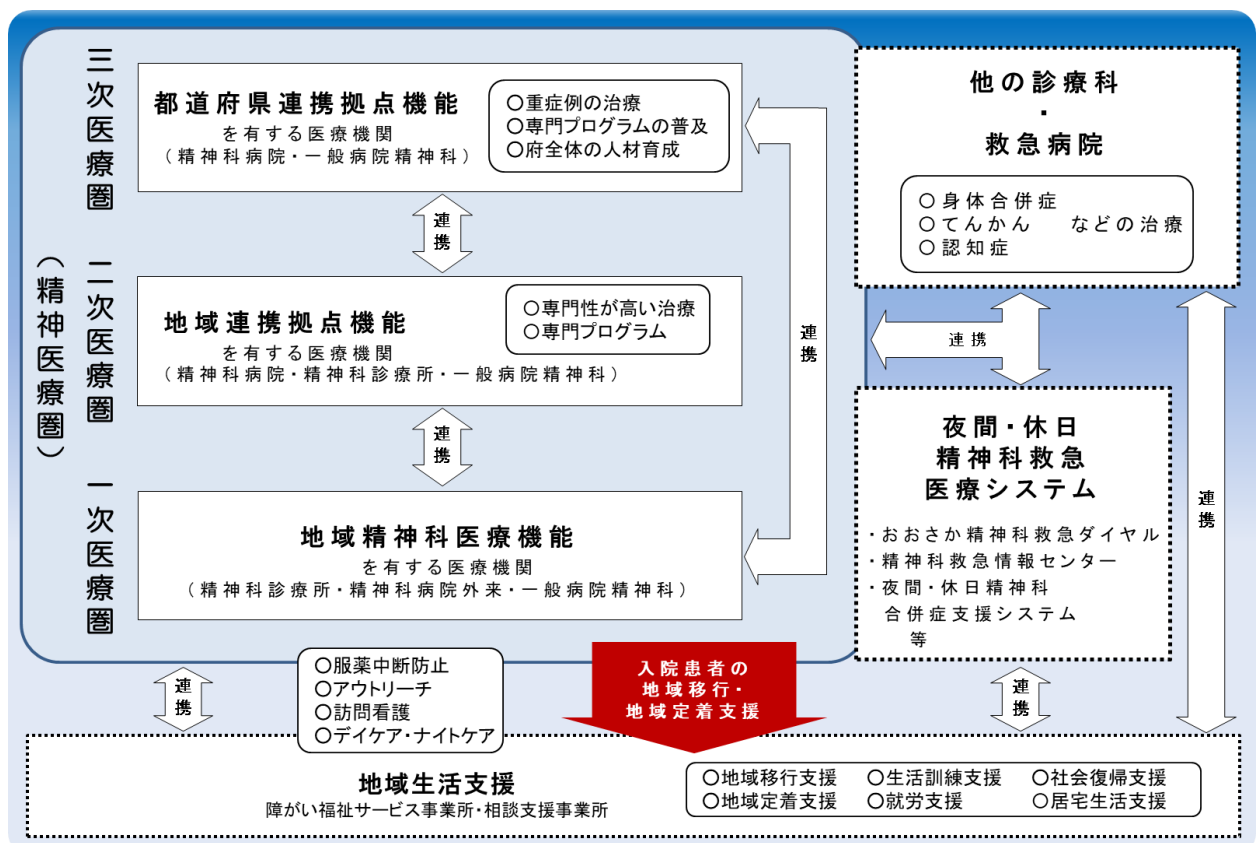 三次医療圏
都道府県連携拠点機能
を有する医療機関
(精神科病院・一般病院精神科)
○重症例の治療
○専門プログラムの普及
○府全体の人材育成
連携
二次医療圏
(精神医療圏)
地域連携拠点機能
を有する医療機関
(精神科病院・精神科診療所・一般病院精神科)
○専門性が高い治療
○専門プログラム
連携
連携
一次医療圏
地域精神科医療機能
を有する医療機関
(精神科診療所・精神科病院外来・一般病院精神科)
他の診療科
・
救急病院
○身体合併症
○てんかん などの治療
○認知症
連携
夜間・休日
精神科救急
医療システム
・おおさか精神科救急ダイヤル
・精神科救急情報センター
・夜間・休日精神科
合併症支援システム
等
連携
連携
連携
○服薬中断防止
○アウトリーチ
○訪問看護
○デイケア・ナイトケア
入院患者の
地域移行・
地域定着支援
地域生活支援
障がい福祉サービス事業所・相談支援事業所
○地域移行支援 ○生活訓練支援 ○社会復帰支援
○地域定着支援 ○就労支援 ○居宅生活支援